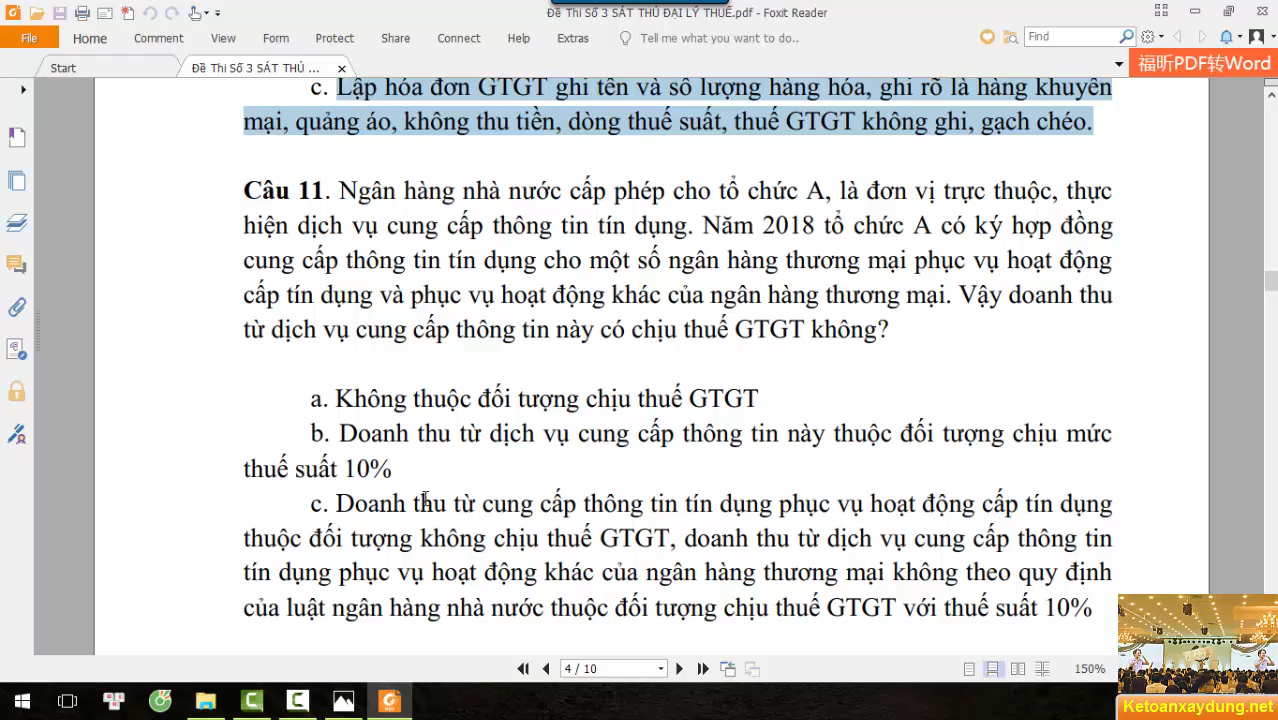 Đề Thi Số 3 SÁT THỦ ĐẠI LÝ THUẾ.pdf - Foxit Reader
File Home Comment View Form Protect Share Connect Help Extras Tell me what you want to do.. Find
Start Đề Thi Số 3 SÁT THỦ ...
福昕PDF转Word
c. Lập hóa đơn GTGT ghi tên và số lượng hàng hóa, ghi rõ là hàng khuyến
mại, quảng áo, không thu tiền, dòng thuế suất, thuế GTGT không ghi, gạch chéo.
Câu 11. Ngân hàng nhà nước cấp phép cho tổ chức A, là đơn vị trực thuộc, thực
hiện dịch vụ cung cấp thông tin tín dụng. Năm 2018 tổ chức A có ký hợp đồng
cung cấp thông tin tín dụng cho một số ngân hàng thương mại phục vụ hoạt động
cấp tín dụng và phục vụ hoạt động khác của ngân hàng thương mại. Vậy doanh thu
từ dịch vụ cung cấp thông tin này có chịu thuế GTGT không?
a. Không thuộc đối tượng chịu thuế GTGT
b. Doanh thu từ dịch vụ cung cấp thông tin này thuộc đối tượng chịu mức
thuế suất 10%
c. Doanh thu từ cung cấp thông tin tín dụng phục vụ hoạt động cấp tín dụng
thuộc đối tượng không chịu thuế GTGT, doanh thu từ dịch vụ cung cấp thông tin
tín dụng phục vụ hoạt động khác của ngân hàng thương mại không theo quy định
của luật ngân hàng nhà nước thuộc đối tượng chịu thuế GTGT với thuế suất 10%
4 / 10
150%
Ketoanxaydung.net